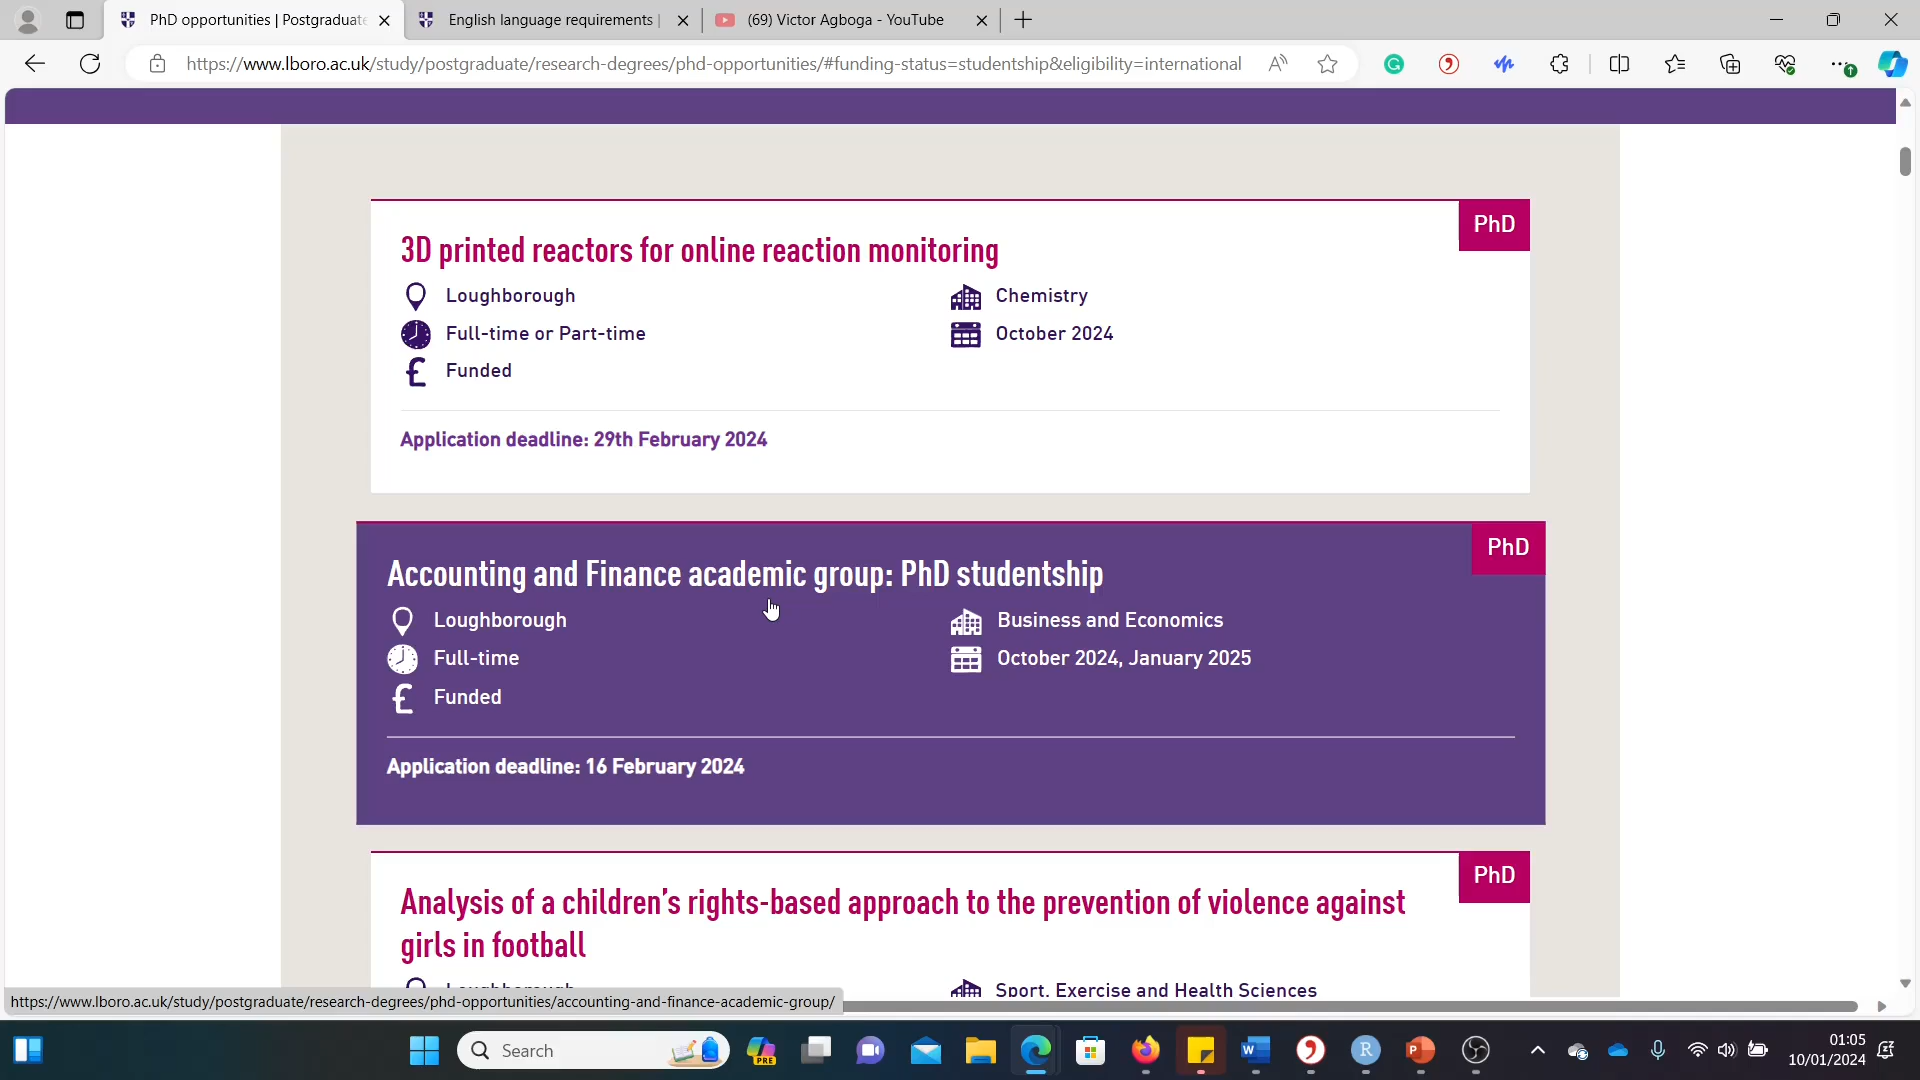 PhD opportunities | Postgraduate
English language requirements |
(69) Victor Agboga - YouTube
https://www.lboro.ac.uk/study/postgraduate/research-degrees/phd-opportunities/#funding-status=studentship&eligibility=international
PhD
3D printed reactors for online reaction monitoring
Loughborough
Chemistry
Full-time or Part-time
October 2024
Funded
Application deadline: 29th February 2024
PhD
Accounting and Finance academic group: PhD studentship
Loughborough
Business and Economics
Full-time
October 2024, January 2025
Funded
Application deadline: 16 February 2024
PhD
Analysis of a children's rights-based approach to the prevention of violence against
girls in football
Loughborough
Sport, Exercise and Health Sciences
https://www.lboro.ac.uk/study/postgraduate/research-degrees/phd-opportunities/accounting-and-finance-academic-group/
Search
PRE
01:05
10/01/2024